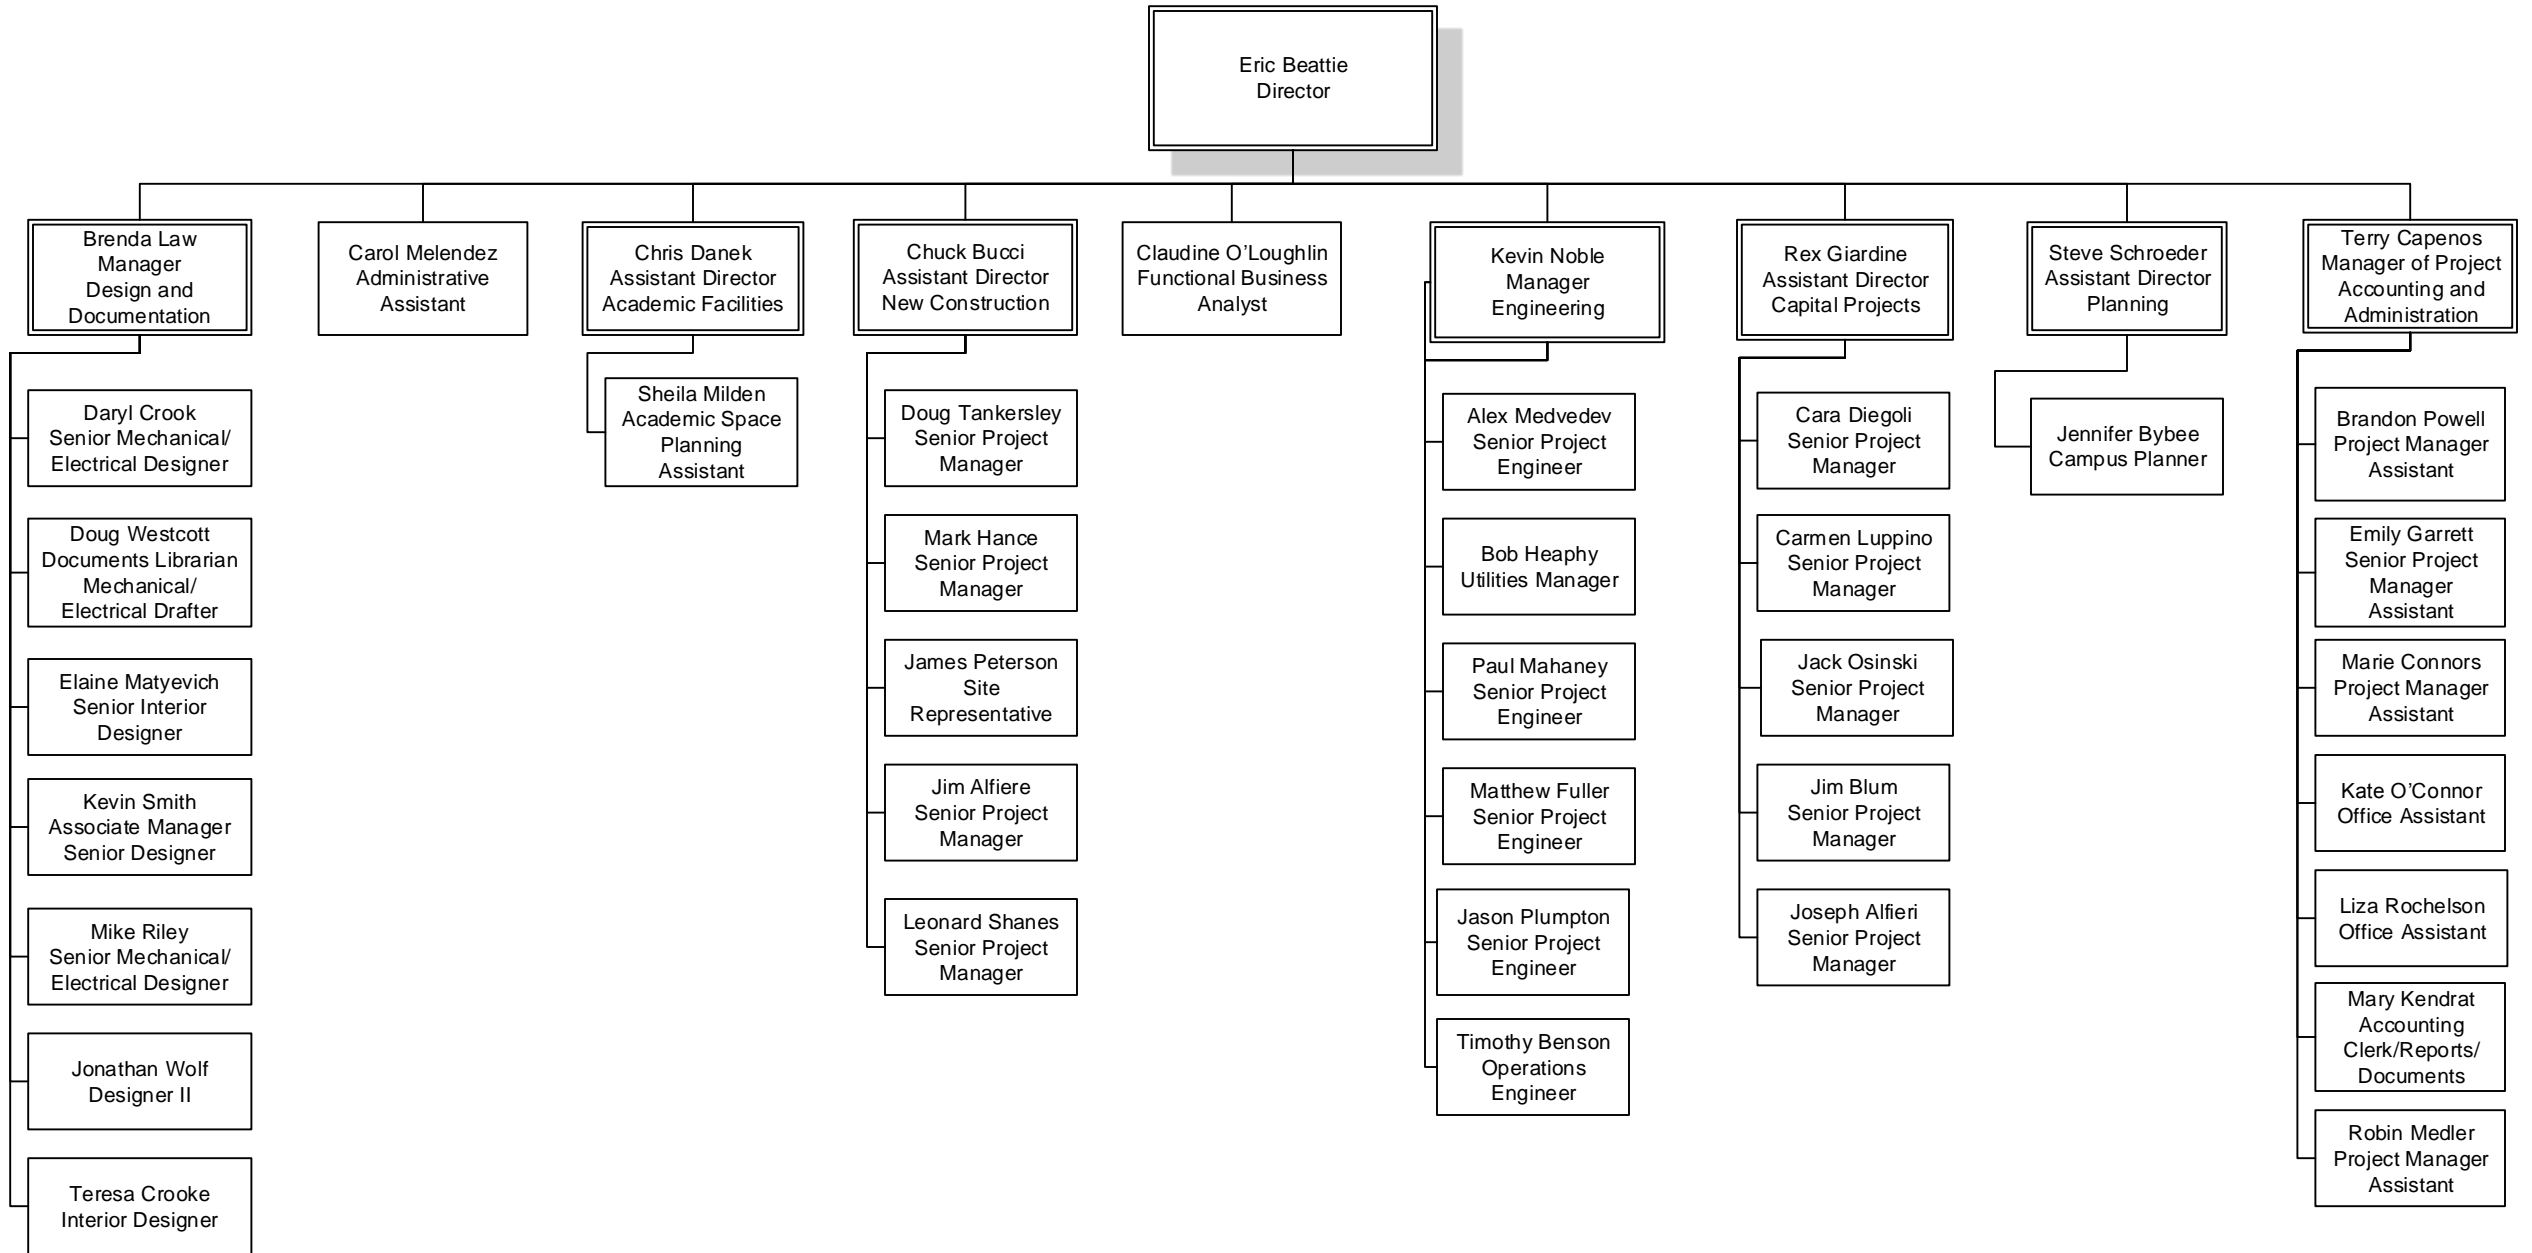 Eric Beattie
Director
Brenda Law
Manager
Design and
Documentation
Carol Melendez
Administrative
Assistant
Chris Danek
Assistant Director
Academic Facilities
Chuck Bucci
Assistant Director
New Construction
Claudine O’Loughlin
Functional Business
Analyst
Kevin Noble
Manager
Engineering
Rex Giardine
Assistant Director
Capital Projects
Steve Schroeder
Assistant Director
Planning
Terry Capenos
Manager of Project
Accounting and
Administration
Daryl Crook
Senior Mechanical/
Electrical Designer
Doug Westcott
Documents Librarian
Mechanical/
Electrical Drafter
Elaine Matyevich
Senior Interior
Designer
Kevin Smith
Associate Manager
Senior Designer
Mike Riley
Senior Mechanical/
Electrical Designer
Jonathan Wolf
Designer II
Teresa Crooke
Interior Designer
Sheila Milden
Academic Space
Planning
Assistant
Doug Tankersley
Senior Project
Manager
Mark Hance
Senior Project
Manager
James Peterson
Site
Representative
Jim Alfiere
Senior Project
Manager
Leonard Shanes
Senior Project
Manager
Alex Medvedev
Senior Project
Engineer
Bob Heaphy
Utilities Manager
Paul Mahaney
Senior Project
Engineer
Matthew Fuller
Senior Project
Engineer
Jason Plumpton
Senior Project
Engineer
Timothy Benson
Operations
Engineer
Cara Diegoli
Senior Project
Manager
Carmen Luppino
Senior Project
Manager
Jack Osinski
Senior Project
Manager
Jim Blum
Senior Project
Manager
Joseph Alfieri
Senior Project
Manager
Jennifer Bybee
Campus Planner
Brandon Powell
Project Manager
Assistant
Emily Garrett
Senior Project
Manager
Assistant
Marie Connors
Project Manager
Assistant
Kate O’Connor
Office Assistant
Liza Rochelson
Office Assistant
Mary Kendrat
Accounting
Clerk/Reports/
Documents
Robin Medler
Project Manager
Assistant